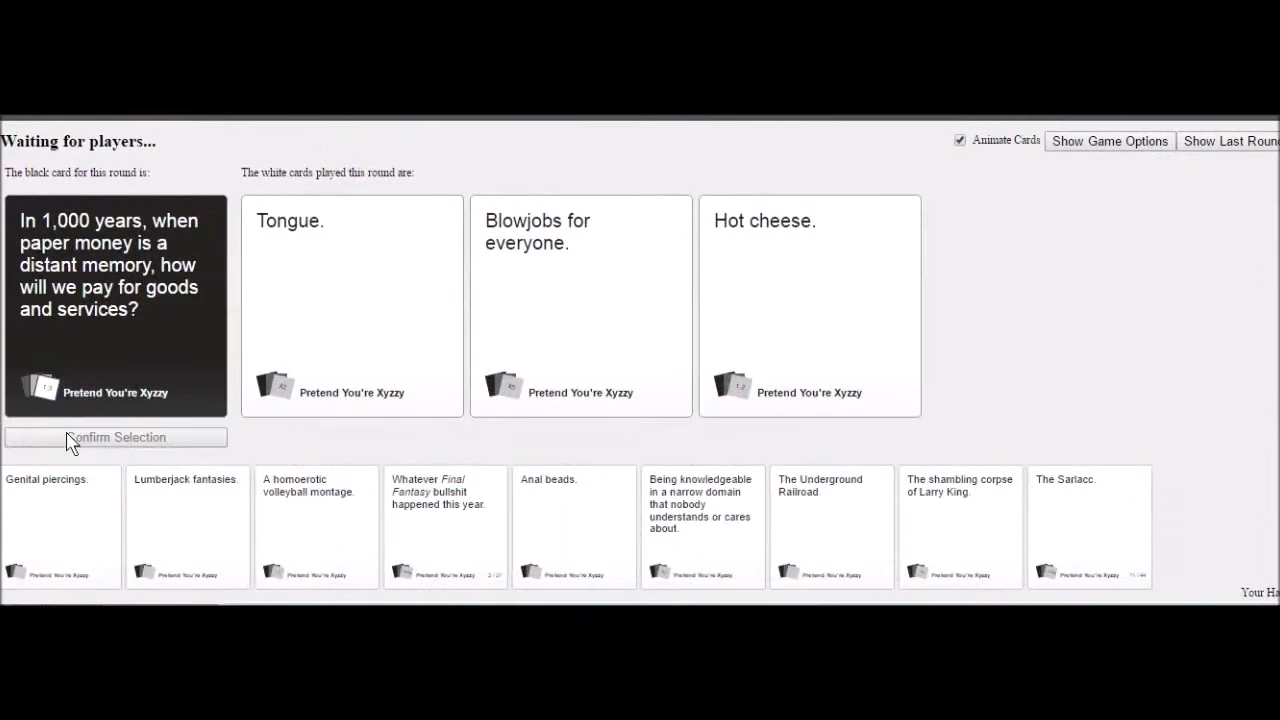 Waiting for players...
Animate Cards
Show Game Options
Show Last Roun
The black card for this round is:
The white cards played this round are:
In 1,000 years, when
paper money is a
distant memory, how
will we pay for goods
and services?
1.3
Pretend You're Xyzzy
Tongue.
X2
Pretend You're Xyzzy
Blowjobs for
everyone.
X5
Pretend You're Xyzzy
Hot cheese.
1.2
Pretend You're Xyzzy
Confirm Selection
Genital piercings.
Pretend You're Xyzzy
Lumberjack fantasies.
Pretend You're Xyzzy
A homoerotic
volleyball montage.
Pretend You're Xyzzy
Whatever Final
Fantasy bullshit
happened this year.
Pretend You're Xyzzy
Anal beads.
Pretend You're Xyzzy
Being knowledgeable
in a narrow domain
that nobody
understands or cares
about.
Pretend You're Xyzzy
The Underground
Railroad.
Pretend You're Xyzzy
The shambling corpse
of Larry King.
Pretend You're Xyzzy
The Sarlacc.
Pretend You're Xyzzy
Your Ha